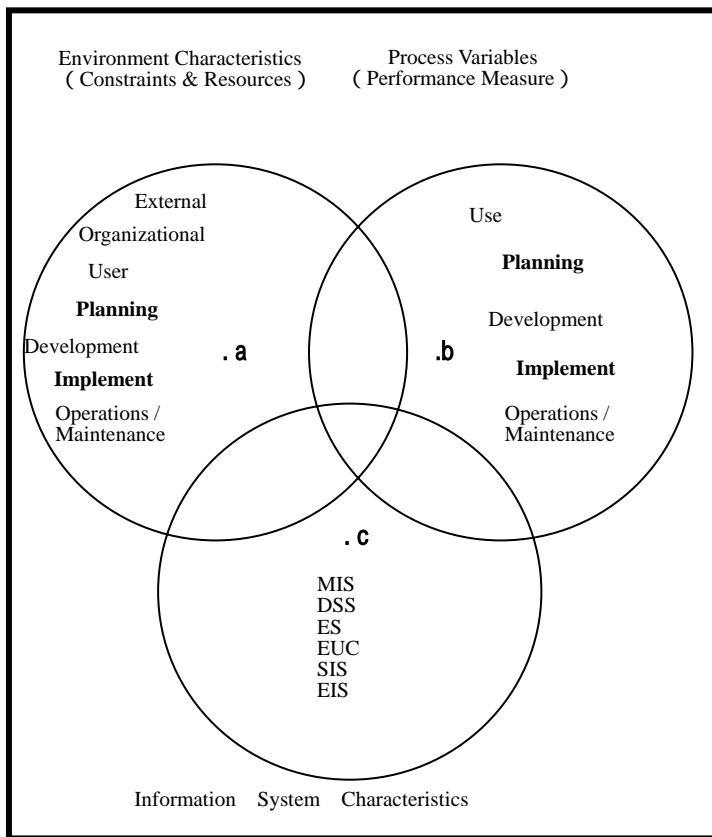 Environment Characteristics
( Constraints & Resources )
Process Variables
( Performance Measure )
External
Organizational
User
Planning
Development
Implement
Operations /
Maintenance
. a
Use
Planning
Development
Implement
Operations /
Maintenance
.b
. c
MIS
DSS
ES
EUC
SIS
EIS
Information System Characteristics